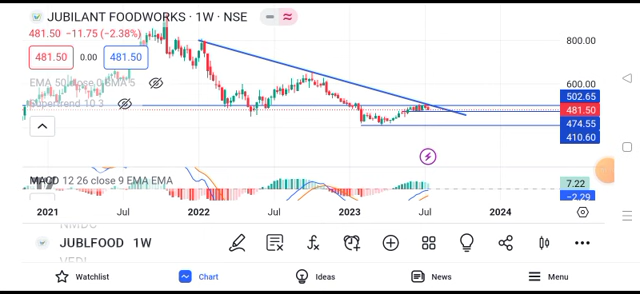 JUBILANT FOODWORKS · 1W · NSE
481.50 −11.75 (−2.38%)
481.50 0.00 481.50
EMA 50 close 0 EMA 5
Supertrend 10 3
800.00
600.00
502.65
481.50
474.55
410.60
MACD 12 26 close 9 EMA EMA
7.22
−2.29
2021 Jul 2022 Jul 2023 Jul 2024
NMDC
JUBLFOOD 1W
VEDL
Watchlist Chart Ideas News Menu